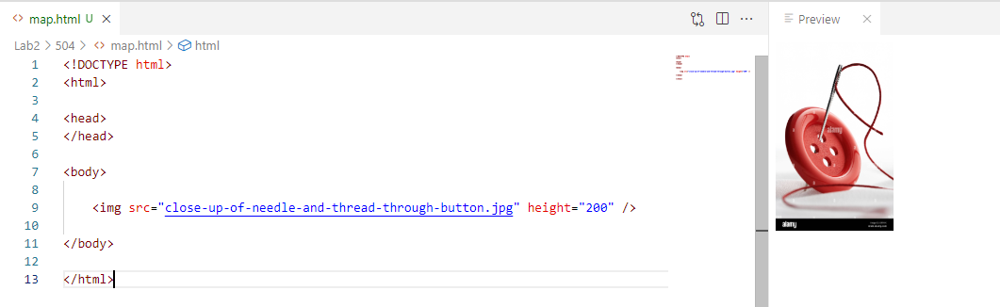 map.html U
Preview
Lab2 > 504 > map.html > html
1 <!DOCTYPE html>
2 <html>
3
4 <head>
5 </head>
6
7 <body>
8
9 <img src="close-up-of-needle-and-thread-through-button.jpg" height="200" />
10
11 </body>
12
13 </html>
alamy
alamy